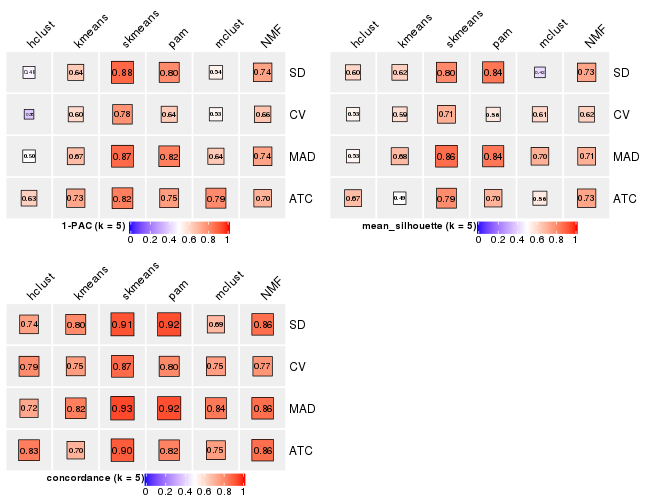 hclust kmeans skmeans pam mclust NMF
0.64 0.88 0.80 0.54 0.74 SD
0.60 0.78 0.64 0.53 0.66 CV
0.50 0.67 0.87 0.82 0.64 0.74 MAD
0.63 0.73 0.82 0.75 0.79 0.70 ATC
1-PAC (k = 5)
0 0.2 0.4 0.6 0.8 1
hclust kmeans skmeans pam mclust NMF
0.60 0.62 0.80 0.84 0.73 SD
0.53 0.59 0.71 0.56 0.61 0.62 CV
0.53 0.68 0.86 0.84 0.70 0.71 MAD
0.67 0.49 0.79 0.70 0.56 0.73 ATC
mean_silhouette (k = 5)
0 0.2 0.4 0.6 0.8 1
hclust kmeans skmeans pam mclust NMF
0.74 0.80 0.91 0.92 0.69 0.86 SD
0.79 0.75 0.87 0.80 0.75 0.77 CV
0.72 0.82 0.93 0.92 0.84 0.86 MAD
0.83 0.70 0.90 0.82 0.75 0.86 ATC
concordance (k = 5)
0 0.2 0.4 0.6 0.8 1